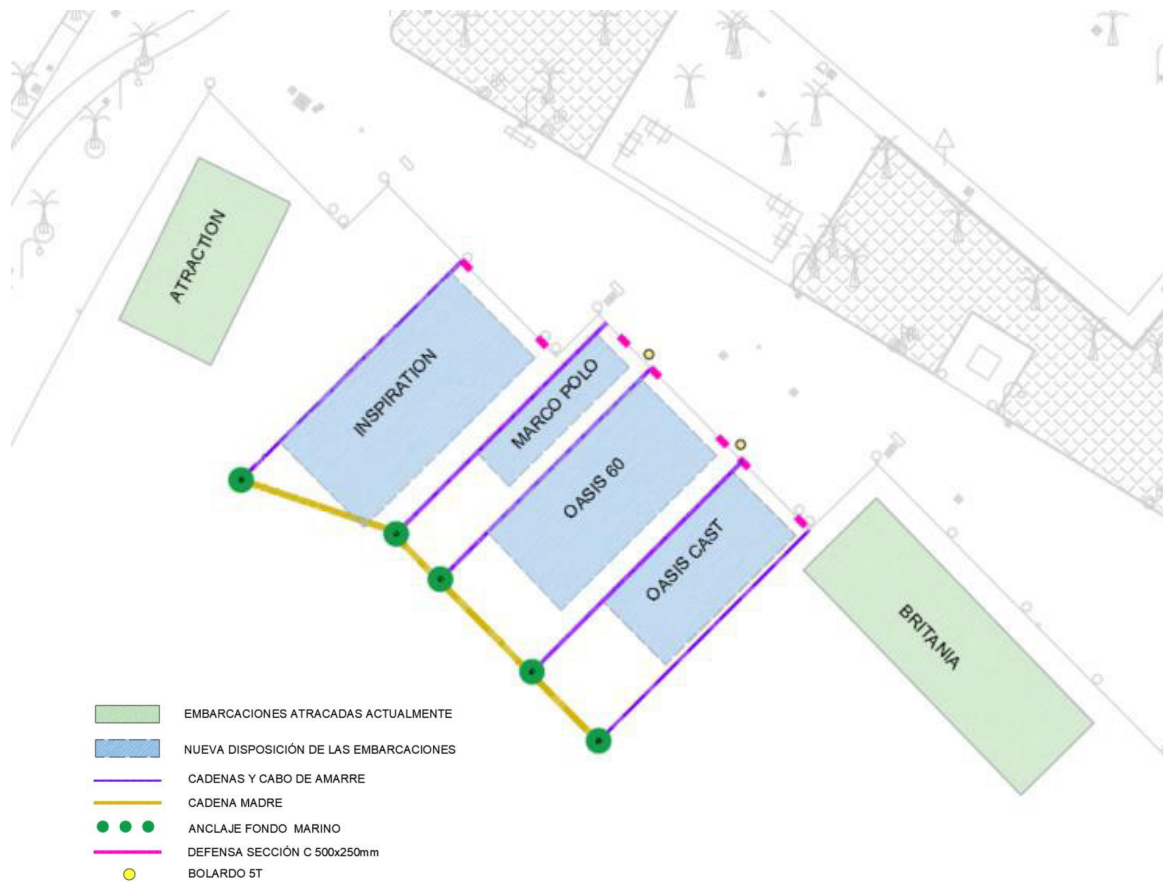 ATRACTION
INSPIRATION
MARCO POLO
OASIS 60
OASIS CAST
BRITANIA
EMBARCACIONES ATRACADAS ACTUALMENTE
NUEVA DISPOSICIÓN DE LAS EMBARCACIONES
CADENAS Y CABO DE AMARRE
CADENA MADRE
ANCLAJE FONDO MARINO
DEFENSA SECCIÓN C 500x250mm
BOLARDO 5T